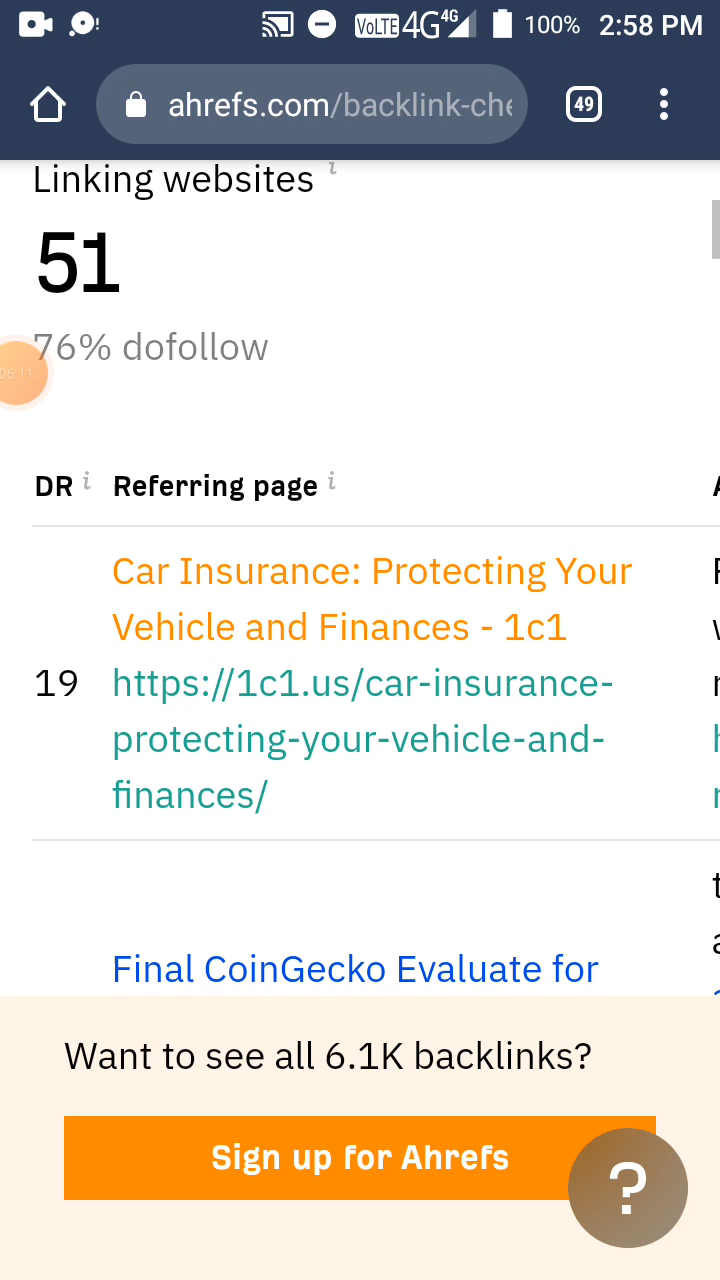 VoLTE 4G 4G 100% 2:58 PM
ahrefs.com/backlink-che
49
Linking websites i
51
76% dofollow
06:11
DR i Referring page i
Car Insurance: Protecting Your
Vehicle and Finances - 1c1
19 https://1c1.us/car-insurance-
protecting-your-vehicle-and-
finances/
Final CoinGecko Evaluate for
Want to see all 6.1K backlinks?
Sign up for Ahrefs
?